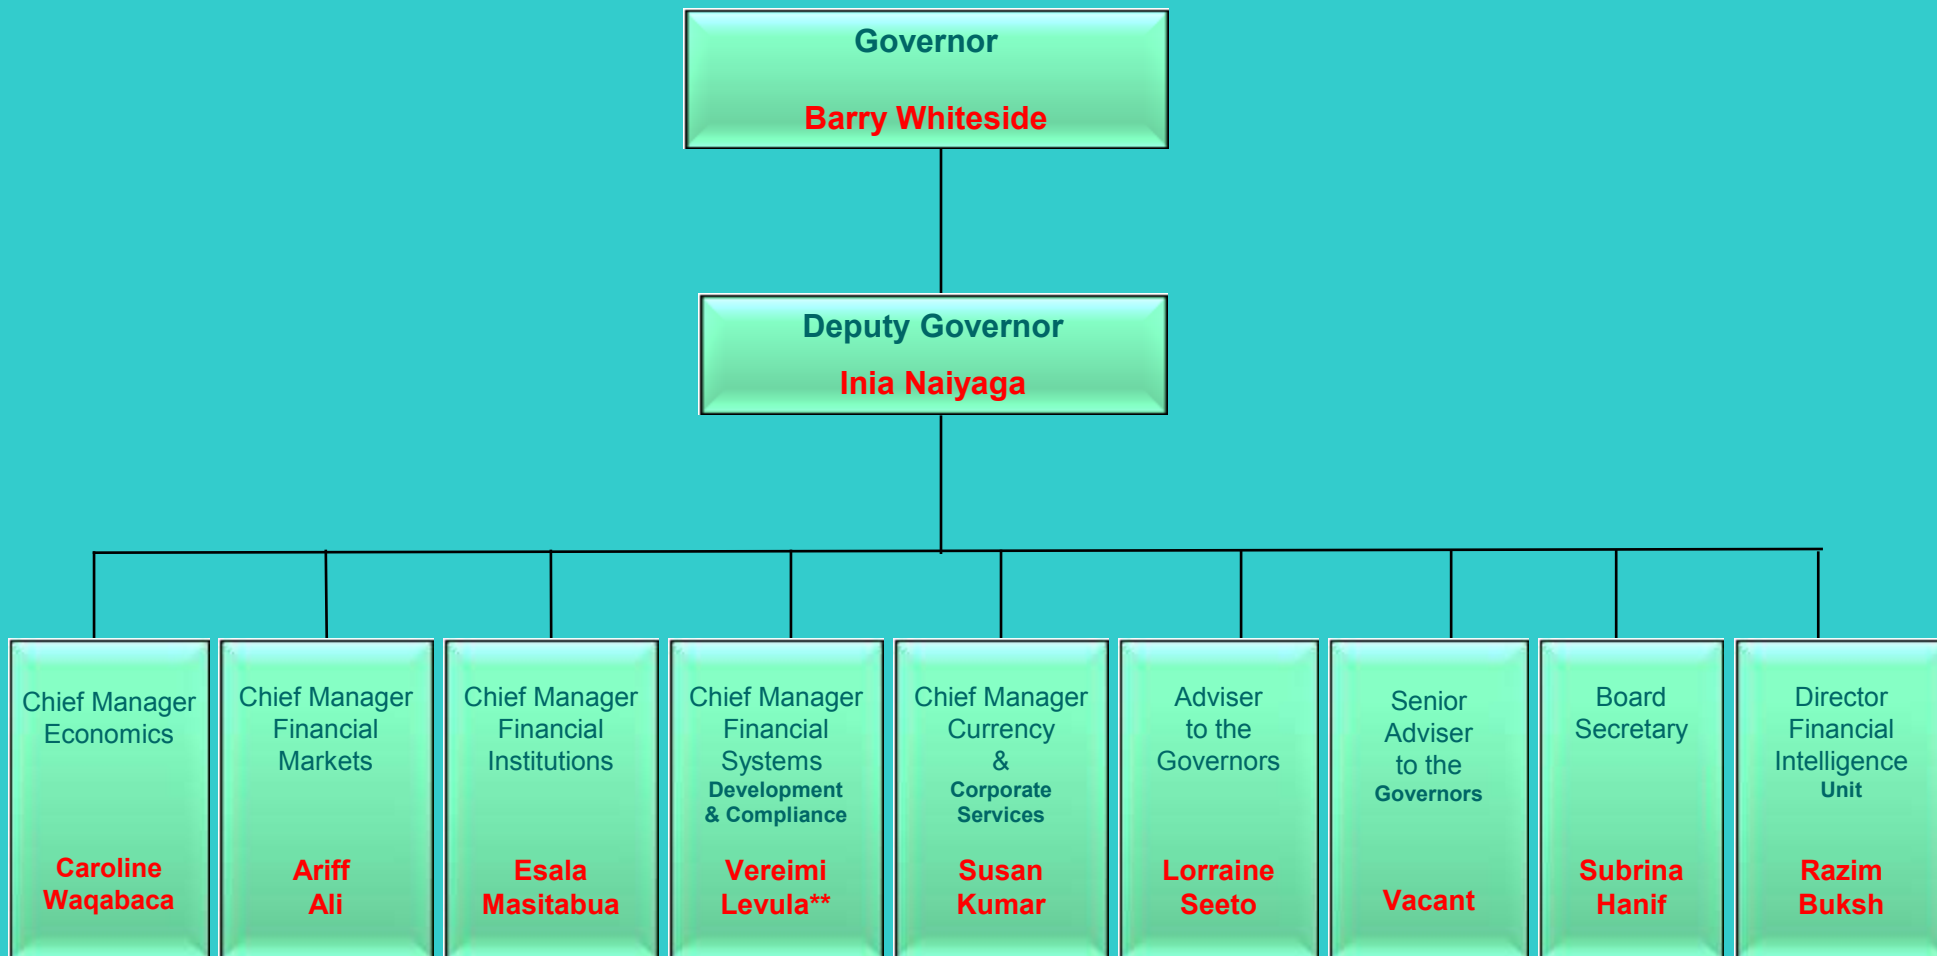 Governor
Barry Whiteside
Deputy Governor
Inia Naiyaga
Chief Manager
Economics
Caroline
Waqabaca
Chief Manager
Financial
Markets
Ariff
Ali
Chief Manager
Financial
Institutions
Esala
Masitabua
Chief Manager
Financial
Systems
Development
& Compliance
Vereimi
Levula**
Chief Manager
Currency
&
Corporate
Services
Susan
Kumar
Adviser
to the
Governors
Lorraine
Seeto
Senior
Adviser
to the
Governors
Vacant
Board
Secretary
Subrina
Hanif
Director
Financial
Intelligence
Unit
Razim
Buksh